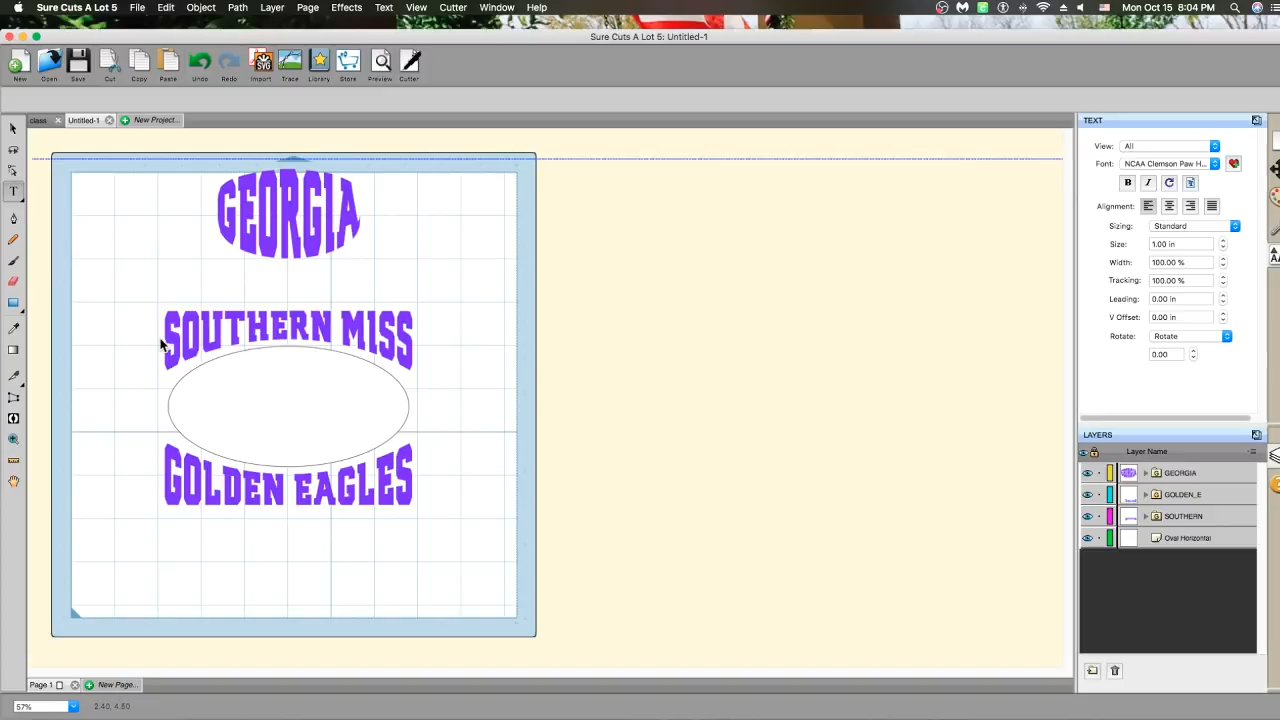 Sure Cuts A Lot 5 File Edit Object Path Layer Page Effects Text View Cutter Window Help Mon Oct 15 8:04 PM
Sure Cuts A Lot 5: Untitled-1
New Open Save Cut Copy Paste Undo Redo Import Trace Library Store Preview Cutter
SVG
class Untitled-1 New Project...
TEXT
View: All
Font: NCAA Clemson Paw H
B I
Alignment:
Sizing: Standard
Size: 1.00 in
Width: 100.00 %
Tracking: 100.00 %
Leading: 0.00 in
V Offset: 0.00 in
Rotate: Rotate
0.00
GEORGIA
SOUTHERN MISS
GOLDEN EAGLES
LAYERS
Layer Name
GEORGIA
GOLDEN_E
SOUTHERN
Oval Horizontal
Page 1 New Page...
57% 2.40, 4.50